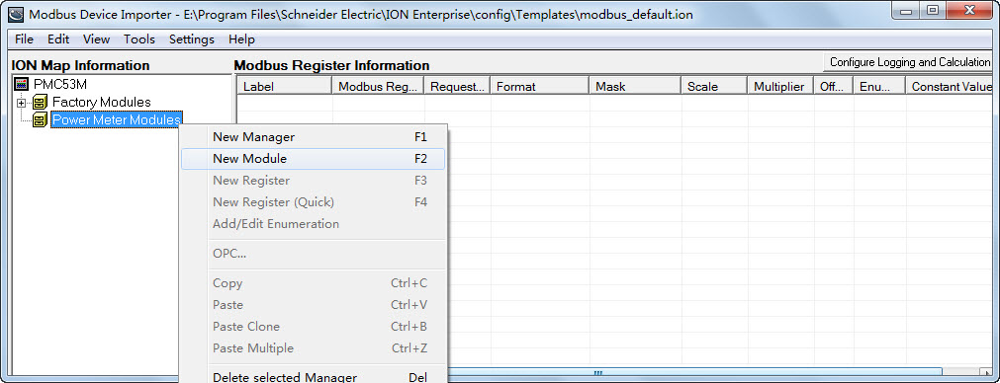 Modbus Device Importer - E:\Program Files\Schneider Electric\ION Enterprise\config\Templates\modbus_default.ion
File Edit View Tools Settings Help
ION Map Information
Modbus Register Information
Configure Logging and Calculation
PMC53M
Factory Modules
Power Meter Modules
Label Modbus Reg... Request... Format Mask Scale Multiplier Off... Enu... Constant Value
New Manager F1
New Module F2
New Register F3
New Register (Quick) F4
Add/Edit Enumeration
OPC...
Copy Ctrl+C
Paste Ctrl+V
Paste Clone Ctrl+B
Paste Multiple Ctrl+Z
Delete selected Manager Del